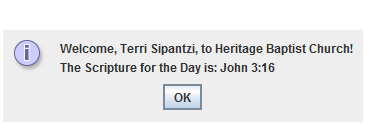 Welcome, Terri Sipantzi, to Heritage Baptist Church!
The Scripture for the Day is: John 3:16
OK